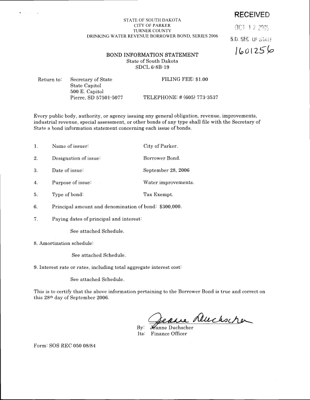 RECEIVED
OCT 12 2006
S.D. SEC. OF STATE
1601256
STATE OF SOUTH DAKOTA
CITY OF PARKER
TURNER COUNTY
DRINKING WATER REVENUE BORROWER BOND, SERIES 2006
BOND INFORMATION STATEMENT
State of South Dakota
SDCL 6-8B-19
Return to: Secretary of State FILING FEE: $1.00
State Capitol
500 E. Capitol
Pierre, SD 57501-5077 TELEPHONE: # (605) 773-3537
Every public body, authority, or agency issuing any general obligation, revenue, improvements,
industrial revenue, special assessment, or other bonds of any type shall file with the Secretary of
State a bond information statement concerning each issue of bonds.
1. Name of issuer: City of Parker.
2. Designation of issue: Borrower Bond.
3. Date of issue: September 28, 2006
4. Purpose of issue: Water improvements.
5. Type of bond: Tax Exempt.
6. Principal amount and denomination of bond: $300,000.
7. Paying dates of principal and interest:
See attached Schedule.
8. Amortization schedule:
See attached Schedule.
9. Interest rate or rates, including total aggregate interest cost:
See attached Schedule.
This is to certify that the above information pertaining to the Borrower Bond is true and correct on
this 28th day of September 2006.
Jeane Duchscher
By: Jeanne Duchscher
Its: Finance Officer
Form: SOS REC 050 08/84